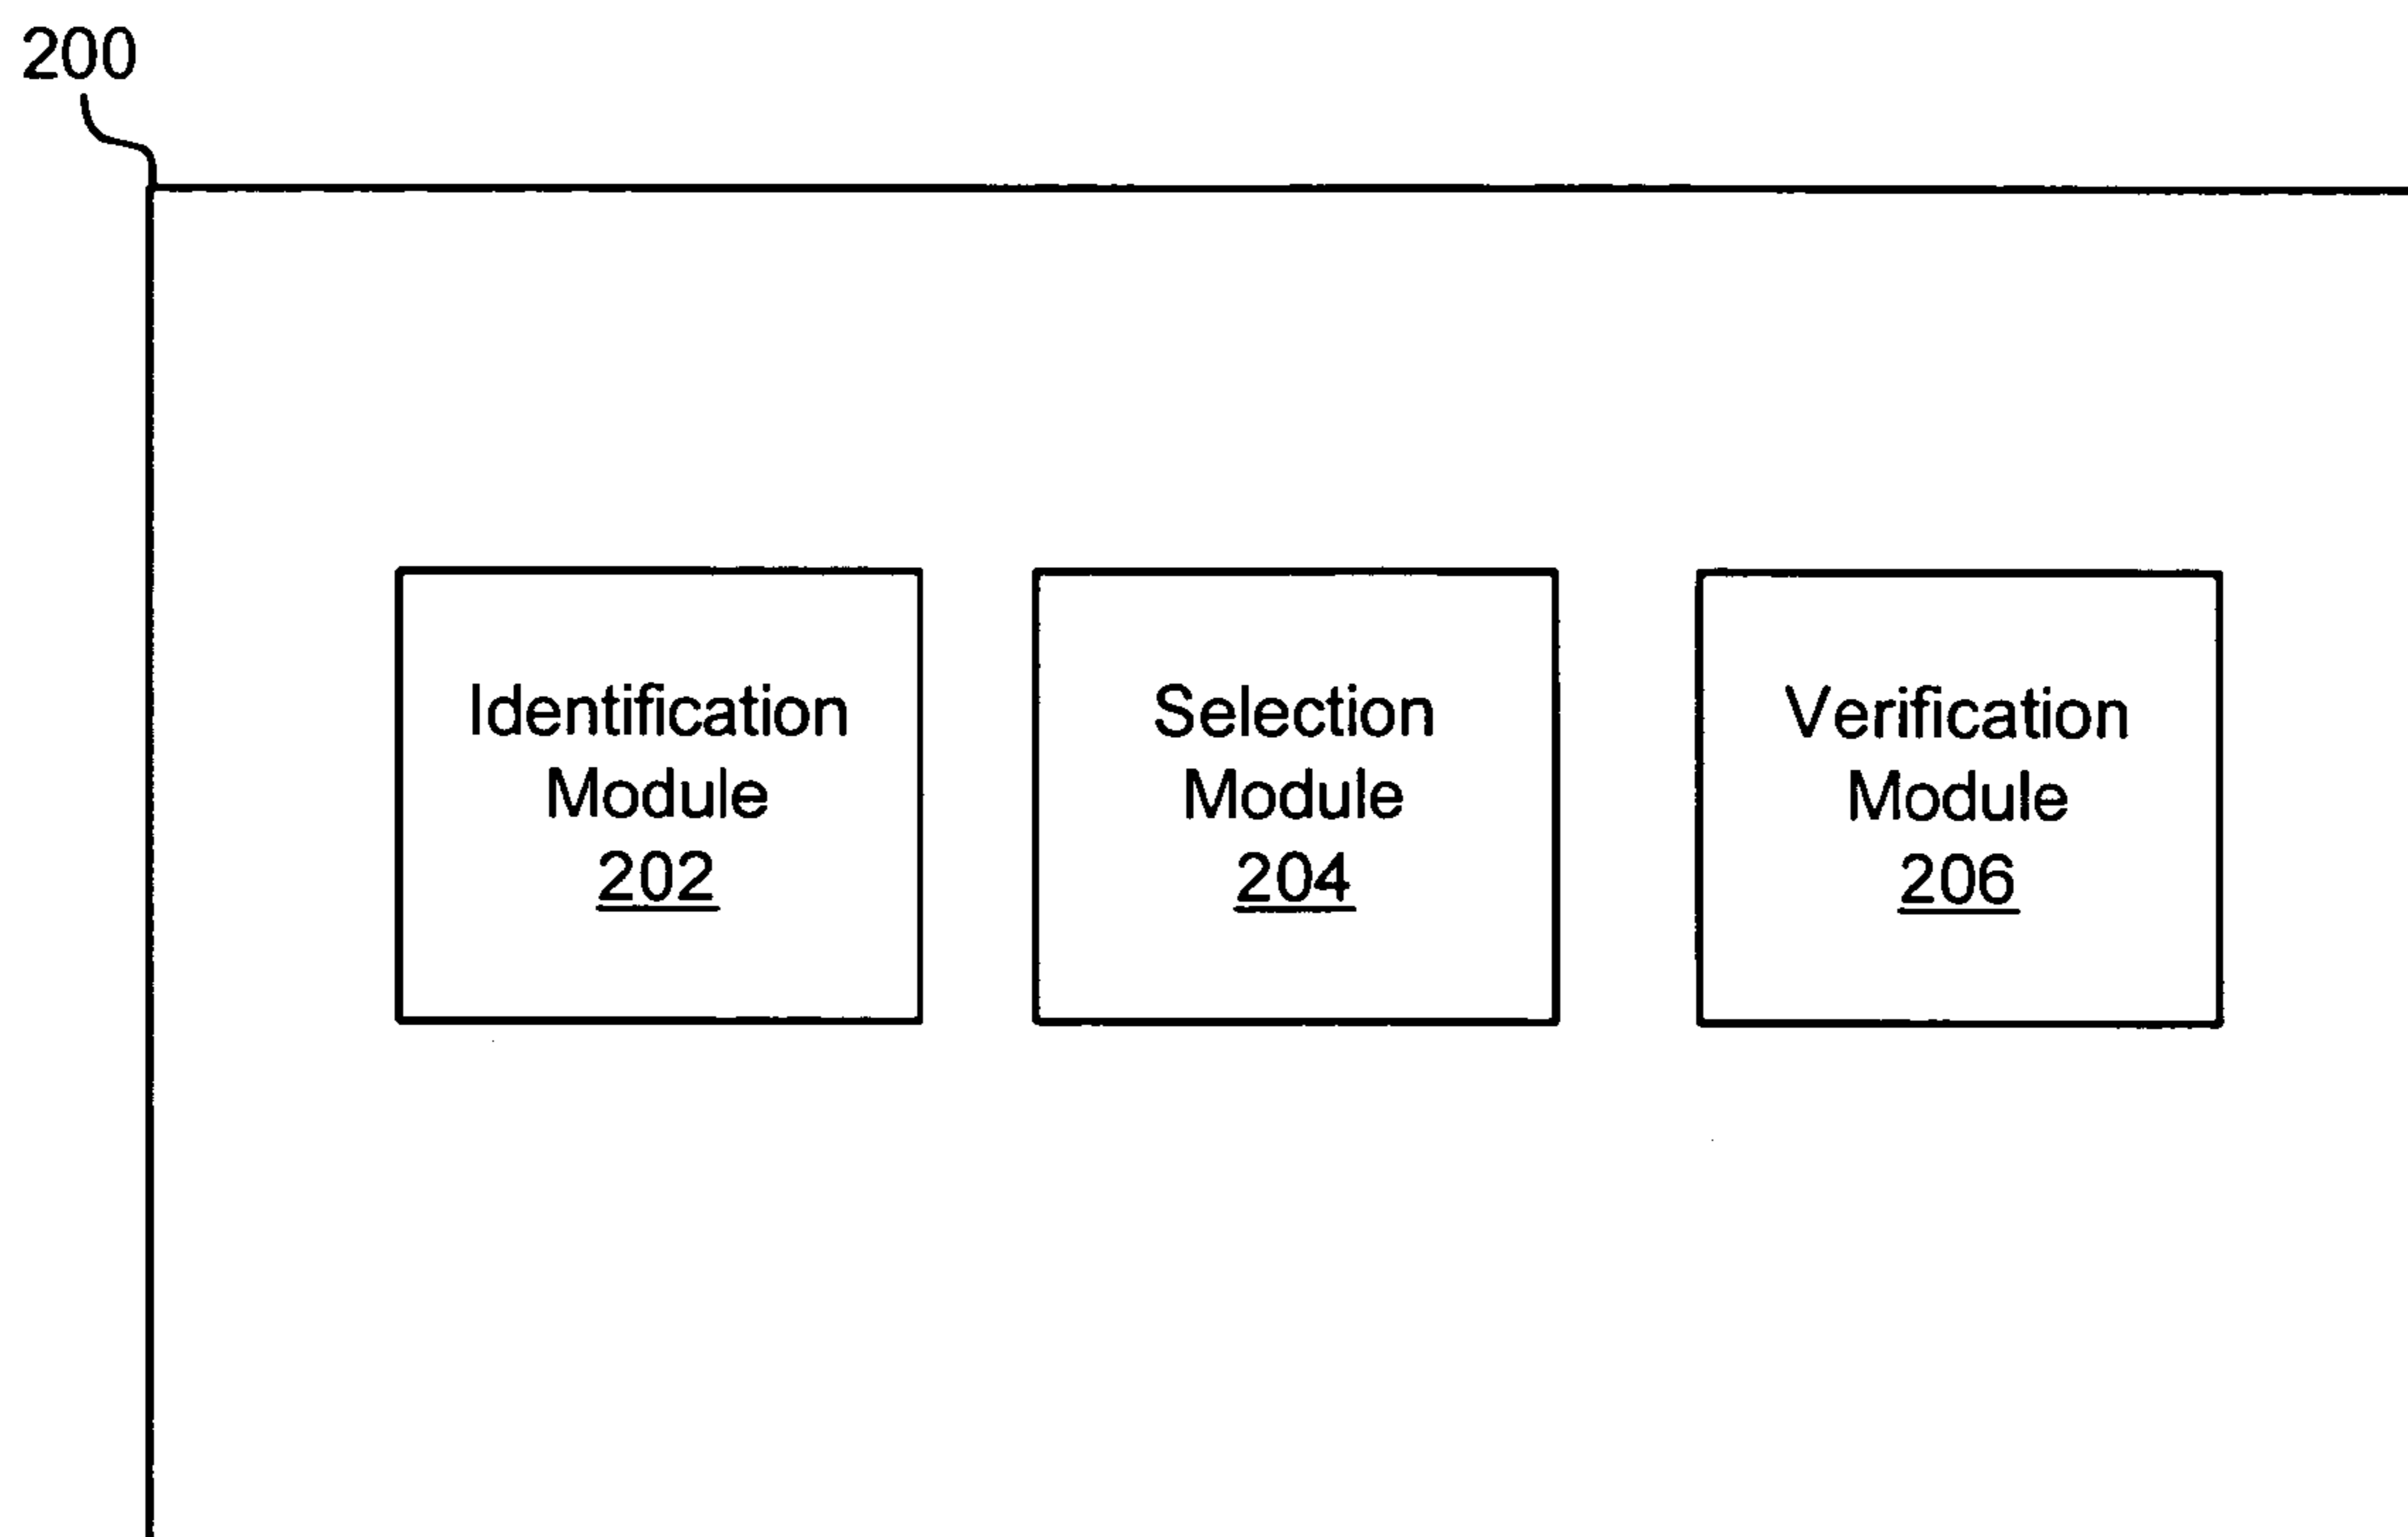 200
Identification
Module
202
Selection
Module
204
Verification
Module
206